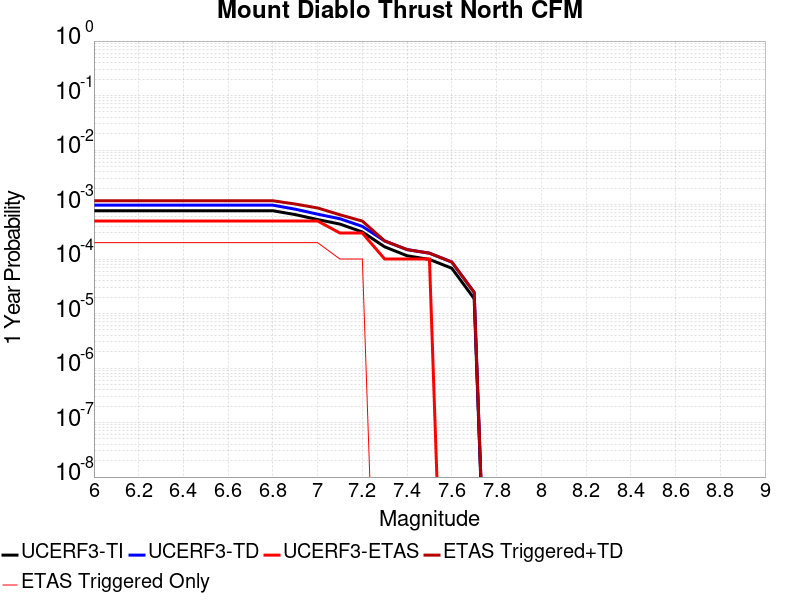 Mount Diablo Thrust North CFM
10^0
10^-1
10^-2
10^-3
10^-4
10^-5
10^-6
10^-7
10^-8
1 Year Probability
6 6.2 6.4 6.6 6.8 7 7.2 7.4 7.6 7.8 8 8.2 8.4 8.6 8.8 9
Magnitude
UCERF3-TI UCERF3-TD UCERF3-ETAS ETAS Triggered+TD
ETAS Triggered Only